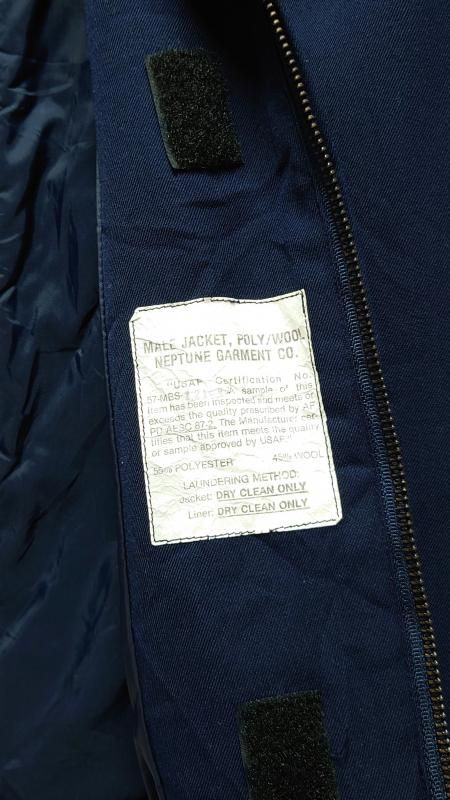 MALE JACKET, POLY/WOOL
NEPTUNE GARMENT CO.
"USAF Certification No.
57-MBS A sample of this
item has been inspected and meets or
exceeds the quality prescribed by AF
PD AFSC 87-2. The Manufacturer cer-
tifies that this item meets the quality
or sample approved by USAF."
55% POLYESTER 45% WOOL
LAUNDERING METHOD:
Jacket: DRY CLEAN ONLY
Liner: DRY CLEAN ONLY